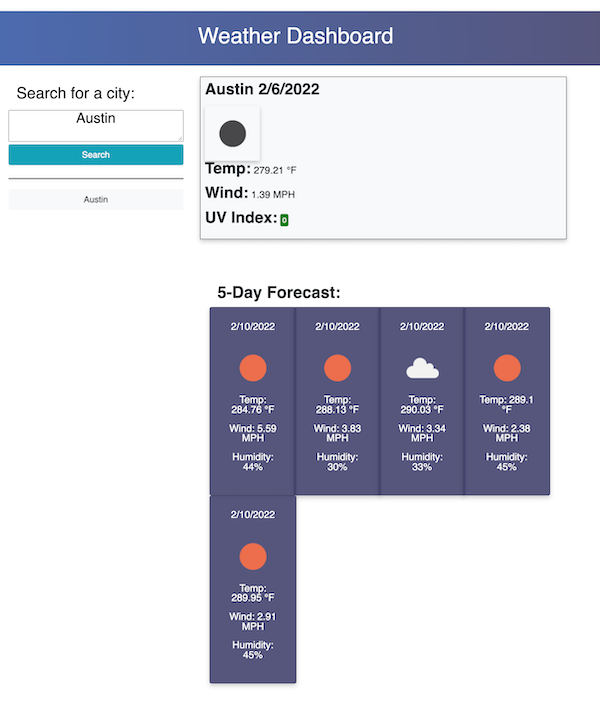 Weather Dashboard
Search for a city:
Austin
Search
Austin
Austin 2/6/2022
Temp: 279.21 °F
Wind: 1.39 MPH
UV Index: 0
5-Day Forecast:
2/10/2022
Temp:
284.76 °F
Wind: 5.59
MPH
Humidity:
44%
2/10/2022
Temp:
288.13 °F
Wind: 3.83
MPH
Humidity:
30%
2/10/2022
Temp:
290.03 °F
Wind: 3.34
MPH
Humidity:
33%
2/10/2022
Temp: 289.1
°F
Wind: 2.38
MPH
Humidity:
45%
2/10/2022
Temp:
289.95 °F
Wind: 2.91
MPH
Humidity:
45%